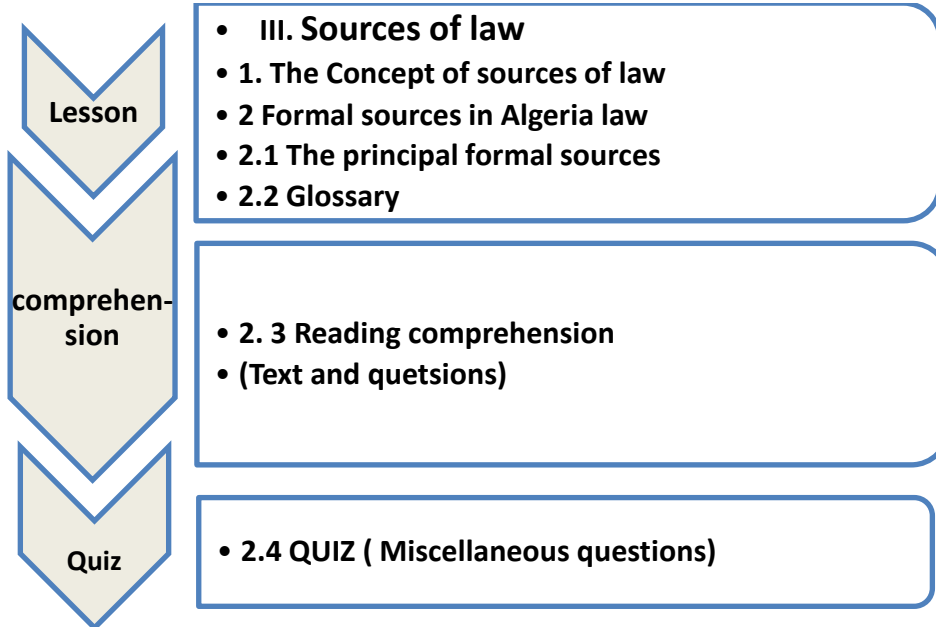 Lesson
• III. Sources of law
• 1. The Concept of sources of law
• 2 Formal sources in Algeria law
• 2.1 The principal formal sources
• 2.2 Glossary
comprehen-
sion
• 2. 3 Reading comprehension
• (Text and quetsions)
Quiz
• 2.4 QUIZ ( Miscellaneous questions)